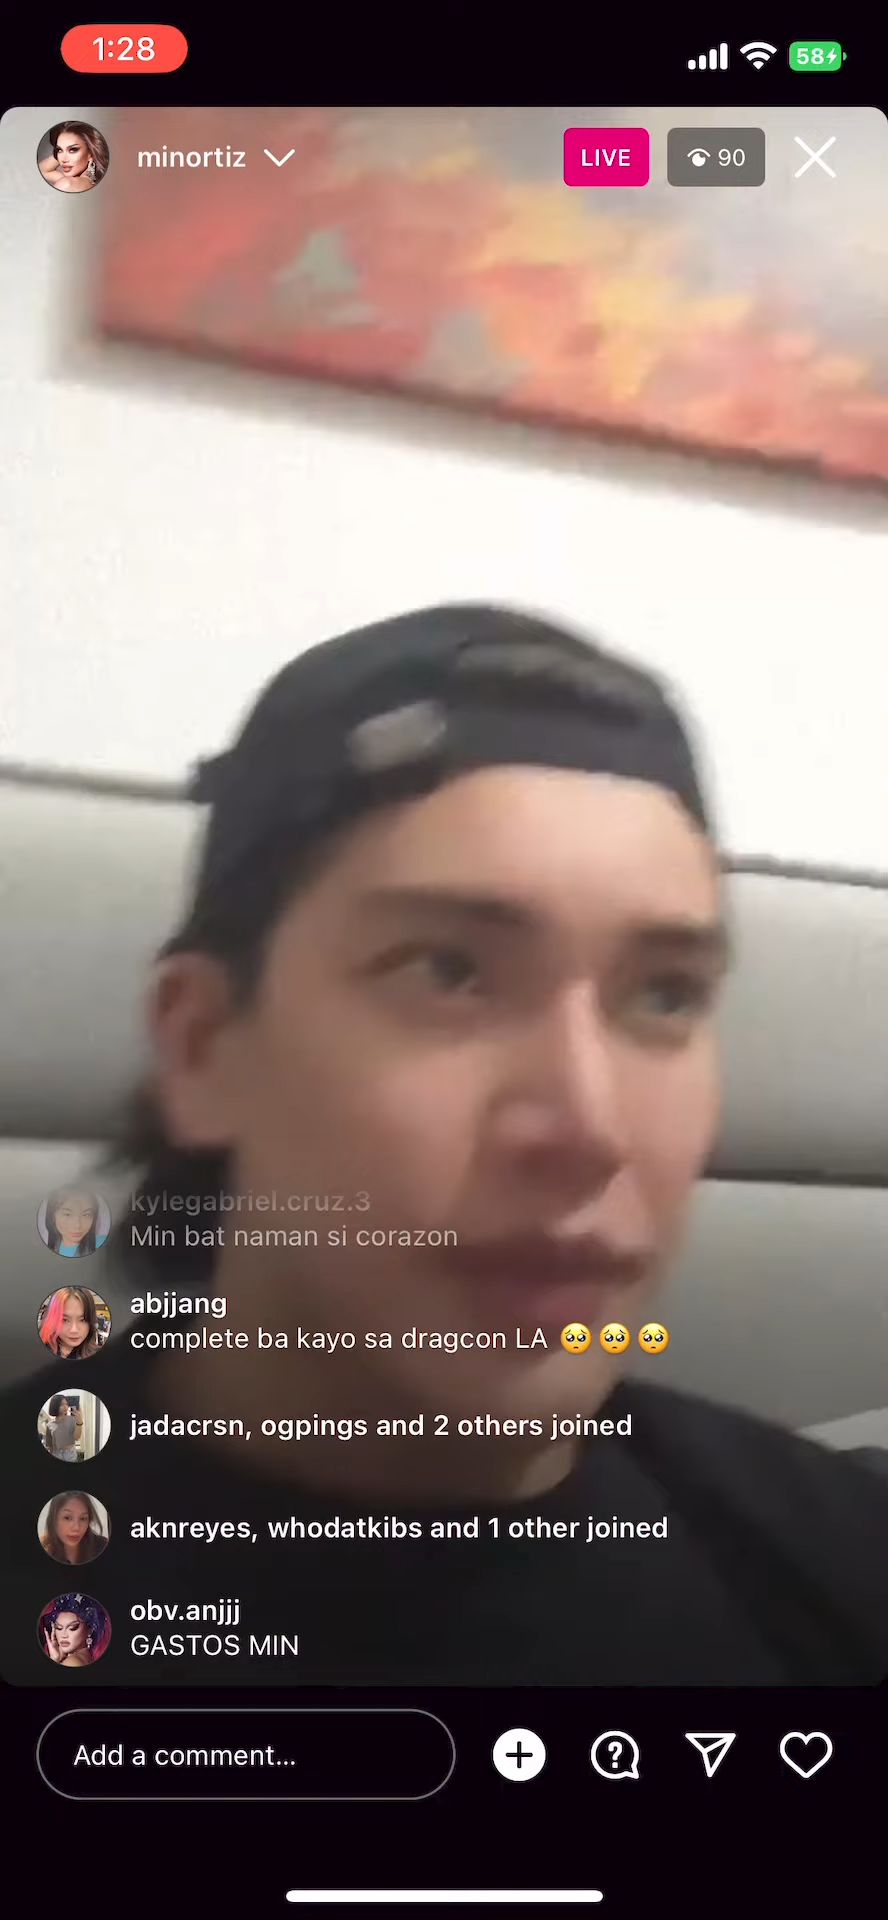 1:28
58
minortiz
LIVE
90
kylegabriel.cruz.3
Min bat naman si corazon
abjjang
complete ba kayo sa dragcon LA 🥺🥺🥺
jadacrsn, ogpings and 2 others joined
aknreyes, whodatkibs and 1 other joined
obv.anjjj
GASTOS MIN
Add a comment...